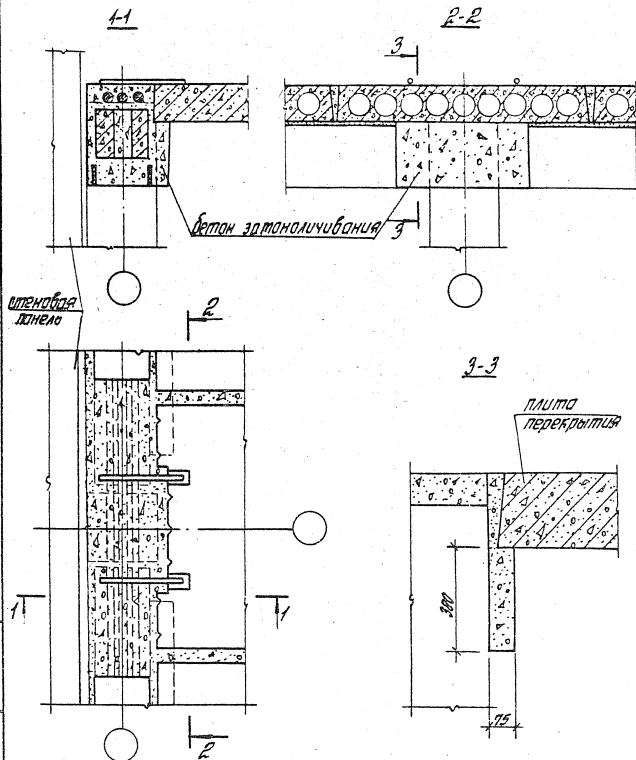 1-1
2-2
3
бетон замоноличивания
3
стеновая
панель
2
3-3
плита
перекрытия
1
1
380
75
2